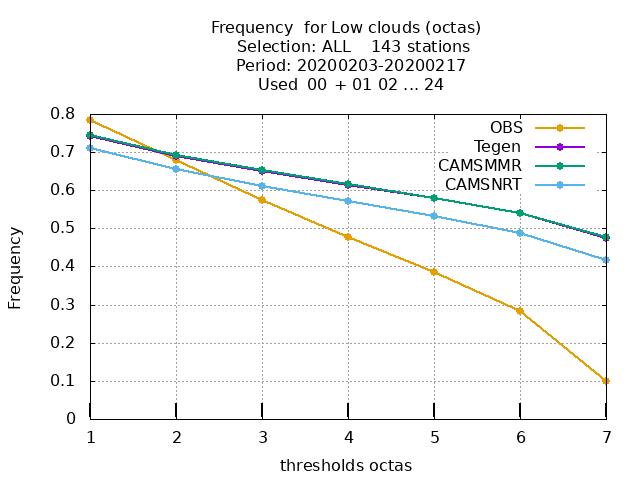 Frequency  for Low clouds (octas)
Selection: ALL    143 stations
Period: 20200203-20200217
Used  00  + 01 02 ... 24
OBS
Tegen
CAMSMMR
CAMSNRT
Frequency
0.8
0.7
0.6
0.5
0.4
0.3
0.2
0.1
0
1 2 3 4 5 6 7
thresholds octas